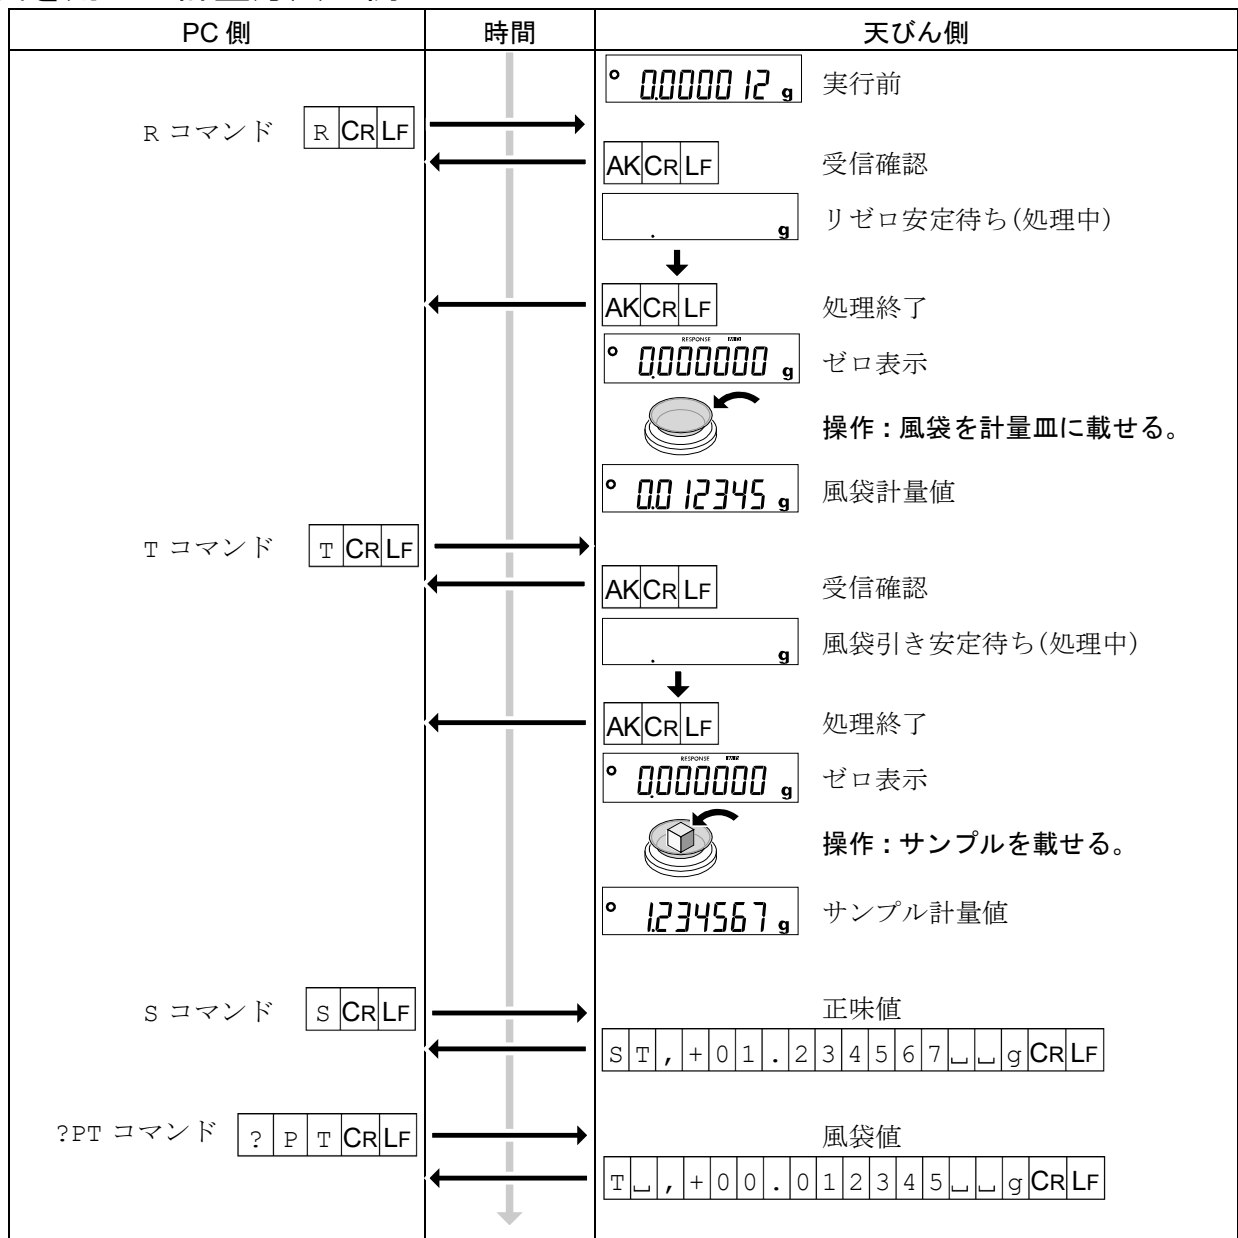 PC 側 時間 天びん側
0.000012 g 実行前
R コマンド R CR LF
AK CR LF 受信確認
. g リゼロ安定待ち(処理中)
AK CR LF 処理終了
RESPONSE
0.000000 g ゼロ表示
操作：風袋を計量皿に載せる。
0.012345 g 風袋計量値
T コマンド T CR LF
AK CR LF 受信確認
. g 風袋引き安定待ち(処理中)
AK CR LF 処理終了
RESPONSE
0.000000 g ゼロ表示
操作：サンプルを載せる。
1.234567 g サンプル計量値
S コマンド S CR LF 正味値
S T , + 0 1 . 2 3 4 5 6 7 ␣ ␣ g CR LF
?PT コマンド ? P T CR LF 風袋値
T ␣ , + 0 0 . 0 1 2 3 4 5 ␣ ␣ g CR LF